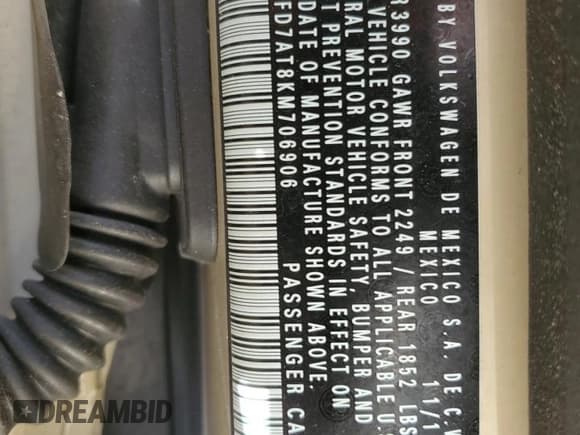 BY VOLKSWAGEN DE MEXICO S.A. DE C.V
MEXICO 11/1
R3990 GAWR FRONT 2249 / REAR 1852 LBS
VEHICLE CONFORMS TO ALL APPLICABLE U.S
RAL MOTOR VEHICLE SAFETY, BUMPER AND
T PREVENTION STANDARDS IN EFFECT ON
DATE OF MANUFACTURE SHOWN ABOVE.
FD7AT8KM706906 PASSENGER CA
DREAMBID